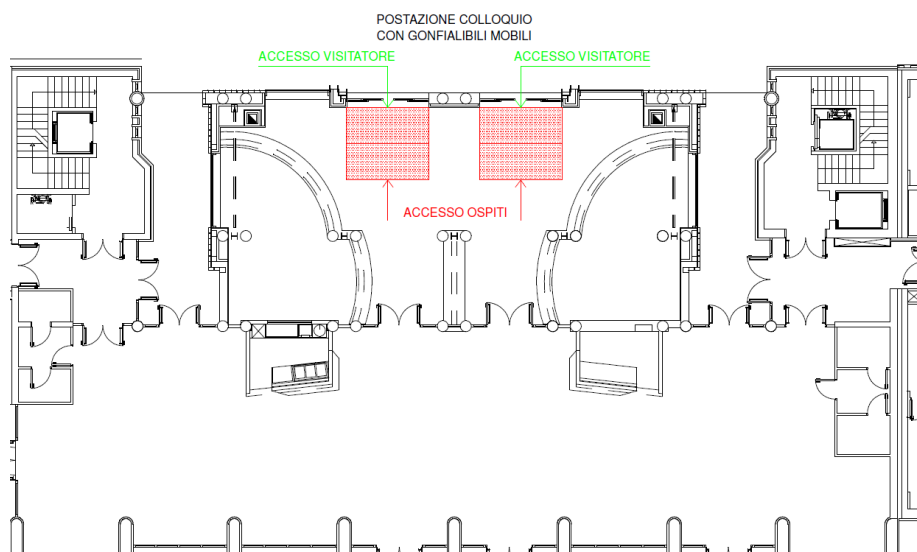 POSTAZIONE COLLOQUIO
CON GONFIALIBILI MOBILI
ACCESSO VISITATORE
ACCESSO VISITATORE
ACCESSO OSPITI